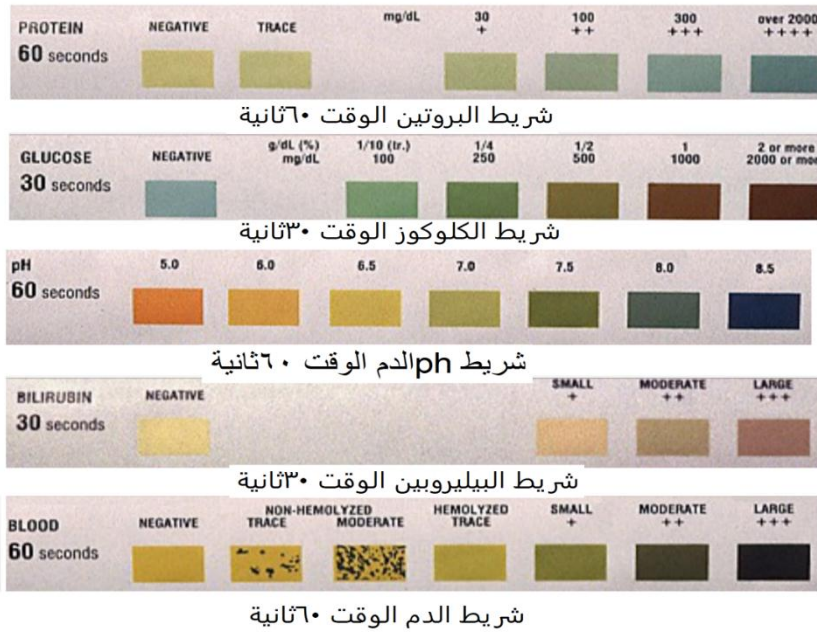 PROTEIN NEGATIVE TRACE mg/dL 30 100 300 over 2000
+ ++ +++ ++++
60 seconds
شريط البروتين الوقت ٦٠ثانية
GLUCOSE NEGATIVE g/dL (%) 1/10 (tr.) 1/4 1/2 1 2 or more
mg/dL 100 250 500 1000 2000 or more
30 seconds
شريط الكلوكوز الوقت ٣٠ثانية
pH 5.0 6.0 6.5 7.0 7.5 8.0 8.5
60 seconds
شريط phالدم الوقت ٦٠ثانية
BILIRUBIN NEGATIVE SMALL MODERATE LARGE
+ ++ +++
30 seconds
شريط البيليروبين الوقت ٣٠ثانية
NON-HEMOLYZED HEMOLYZED SMALL MODERATE LARGE
BLOOD NEGATIVE TRACE MODERATE TRACE + ++ +++
60 seconds
شريط الدم الوقت ٦٠ثانية